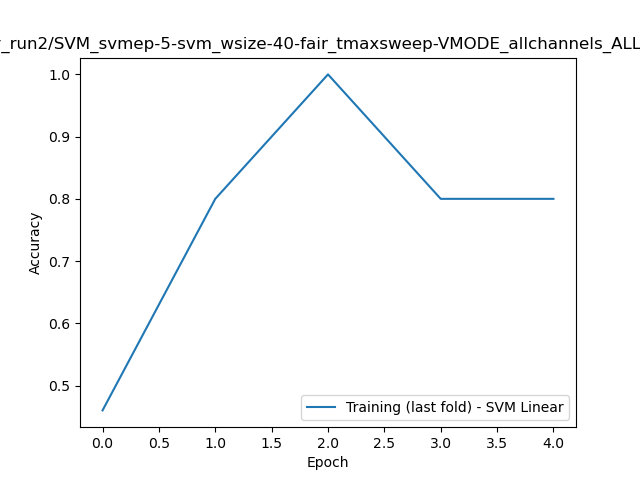 _run2/SVM_svmep-5-svm_wsize-40-fair_tmaxsweep-VMODE_allchannels_ALL
1.0
0.9
0.8
0.7
0.6
0.5
Accuracy
Training (last fold) - SVM Linear
0.0 0.5 1.0 1.5 2.0 2.5 3.0 3.5 4.0
Epoch